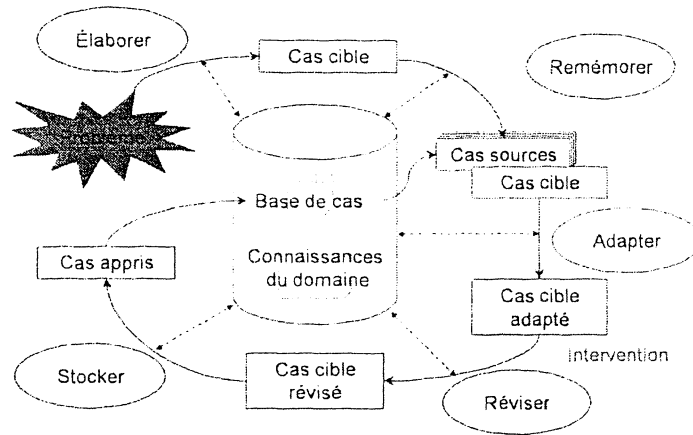 Élaborer
Cas cible
Remémorer
Cas sources
Cas cible
Base de cas
Adapter
Connaissances
du domaine
Cas appris
Cas cible
adapté
Intervention
Cas cible
révisé
Stocker
Réviser